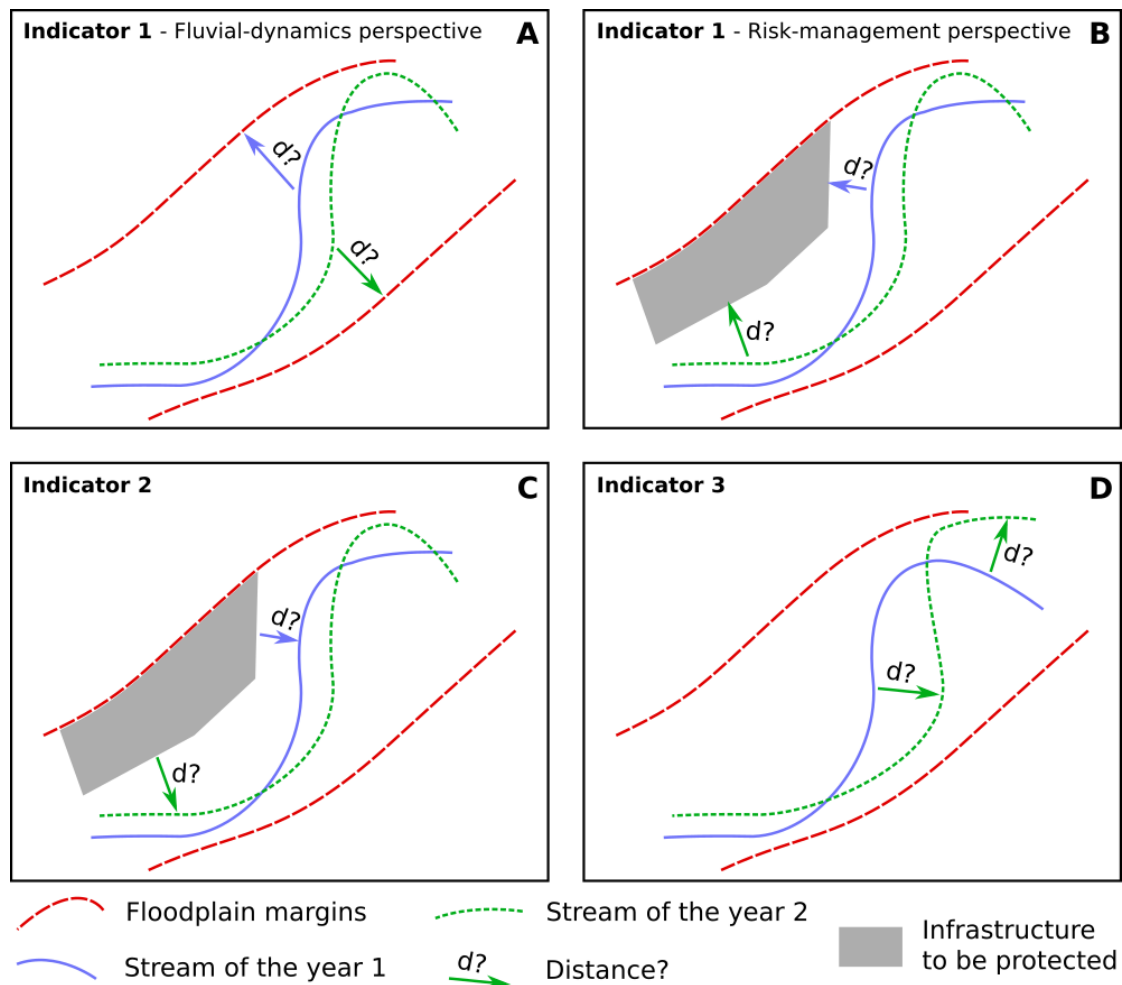 Indicator 1 - Fluvial-dynamics perspective A
d?
d?
Indicator 1 - Risk-management perspective B
d?
d?
Indicator 2 C
d?
d?
Indicator 3 D
d?
d?
Floodplain margins
Stream of the year 1
Stream of the year 2
d? Distance?
Infrastructure
to be protected